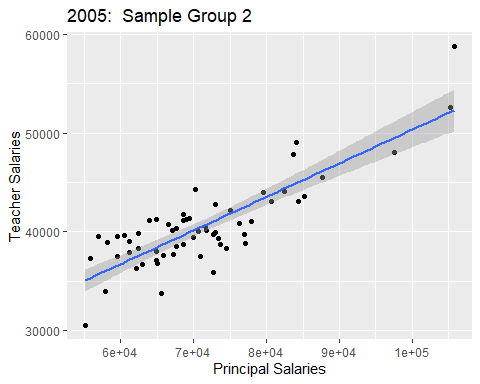 2005:  Sample Group 2
60000
50000
40000
30000
Teacher Salaries
6e+04 7e+04 8e+04 9e+04 1e+05
Principal Salaries